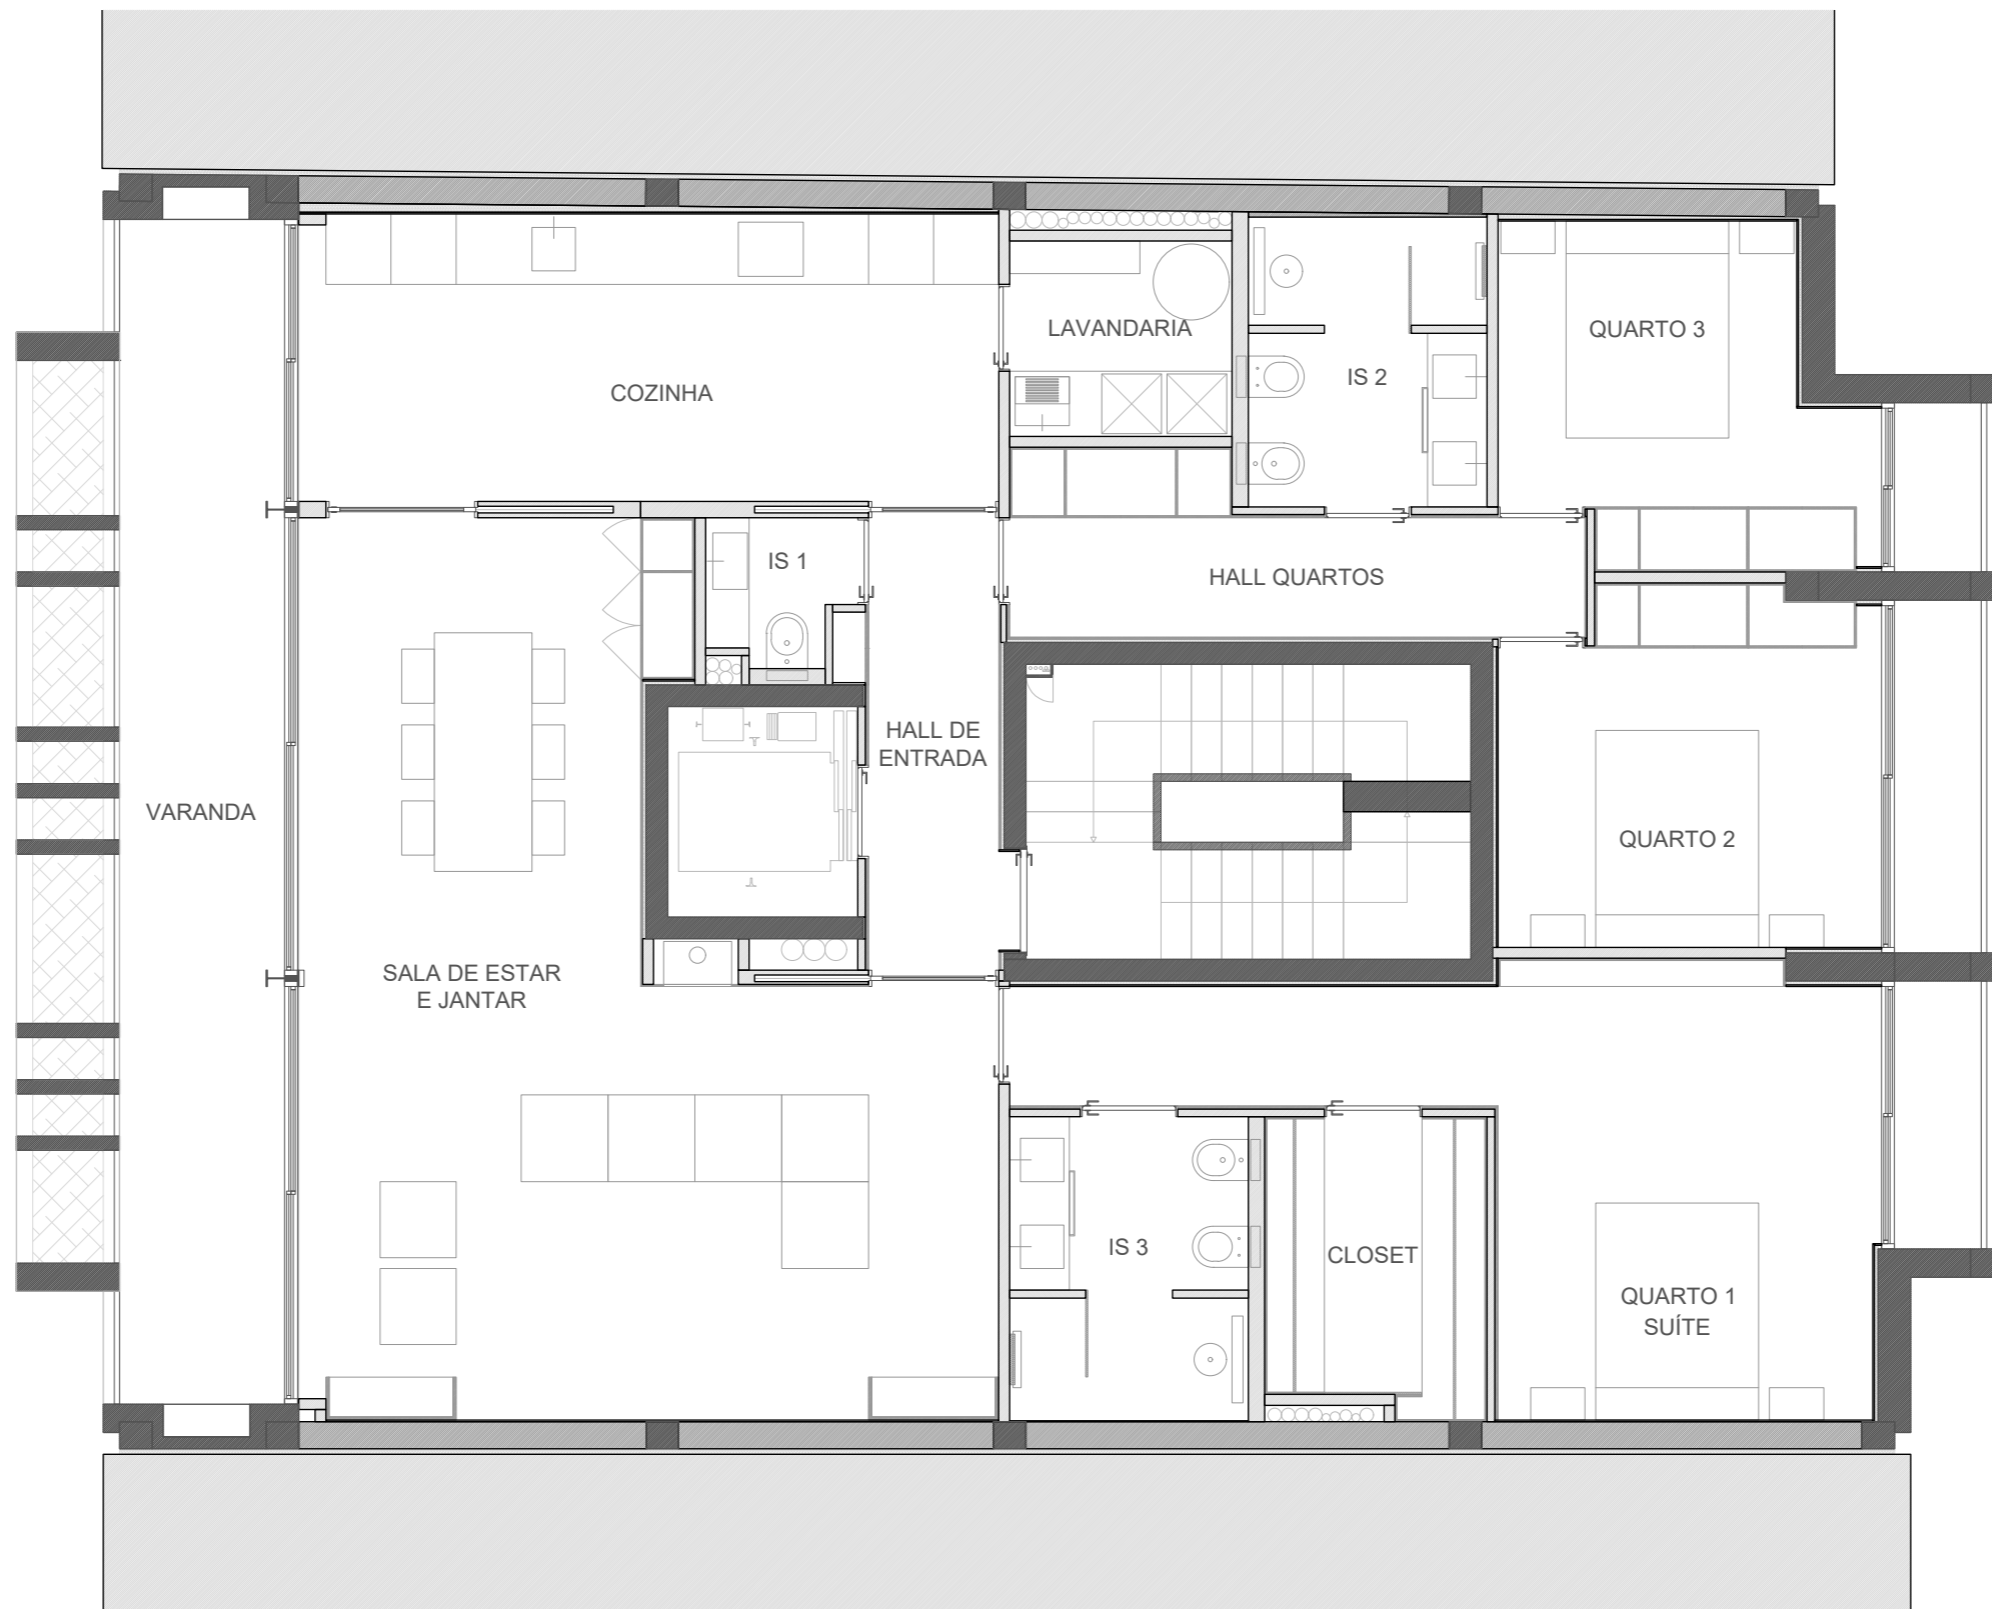 QUARTO 3
LAVANDARIA
IS 2
COZINHA
IS 1
HALL QUARTOS
HALL DE
ENTRADA
VARANDA
QUARTO 2
SALA DE ESTAR
E JANTAR
IS 3
CLOSET
QUARTO 1
SUÍTE